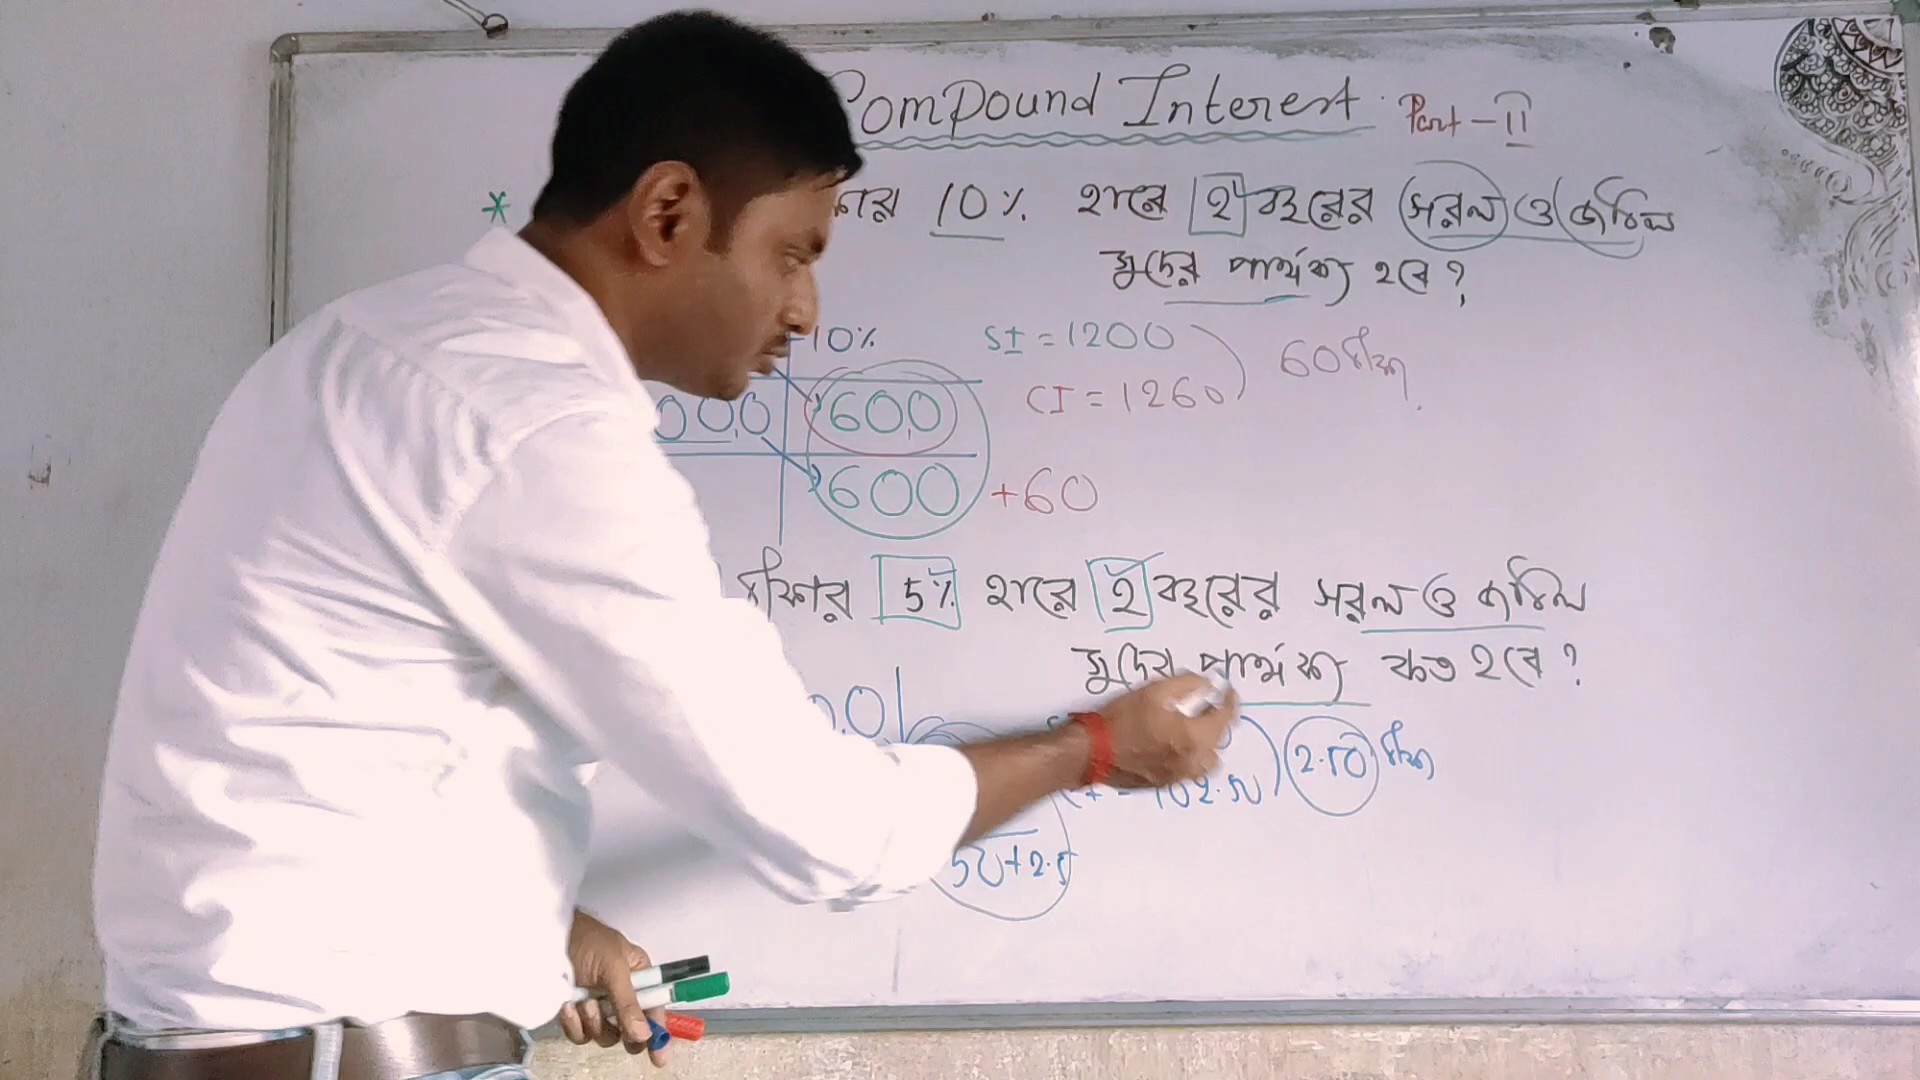 Compound Interest Part-II
* 10% হারে 2 বছরের সরল ও জটিল
সুদের পার্থক্য হবে?
10% SI = 1200
60 টাকা
CI = 1260
600
600 + 60
টাকার 5% হারে 2 বছরের সরল ও জটিল
সুদের পার্থক্য কত হবে?
2.50 টাকা
102.50
50+2.5